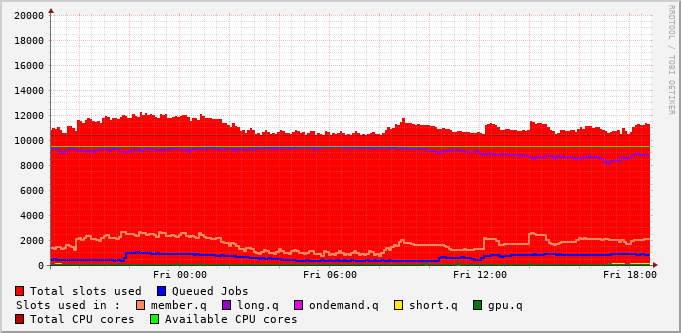 RRDTOOL / TOBI OETIKER
20000
18000
16000
14000
12000
10000
8000
6000
4000
2000
0
Fri 00:00 Fri 06:00 Fri 12:00 Fri 18:00
Total slots used Queued Jobs
Slots used in : member.q long.q ondemand.q short.q gpu.q
Total CPU cores Available CPU cores